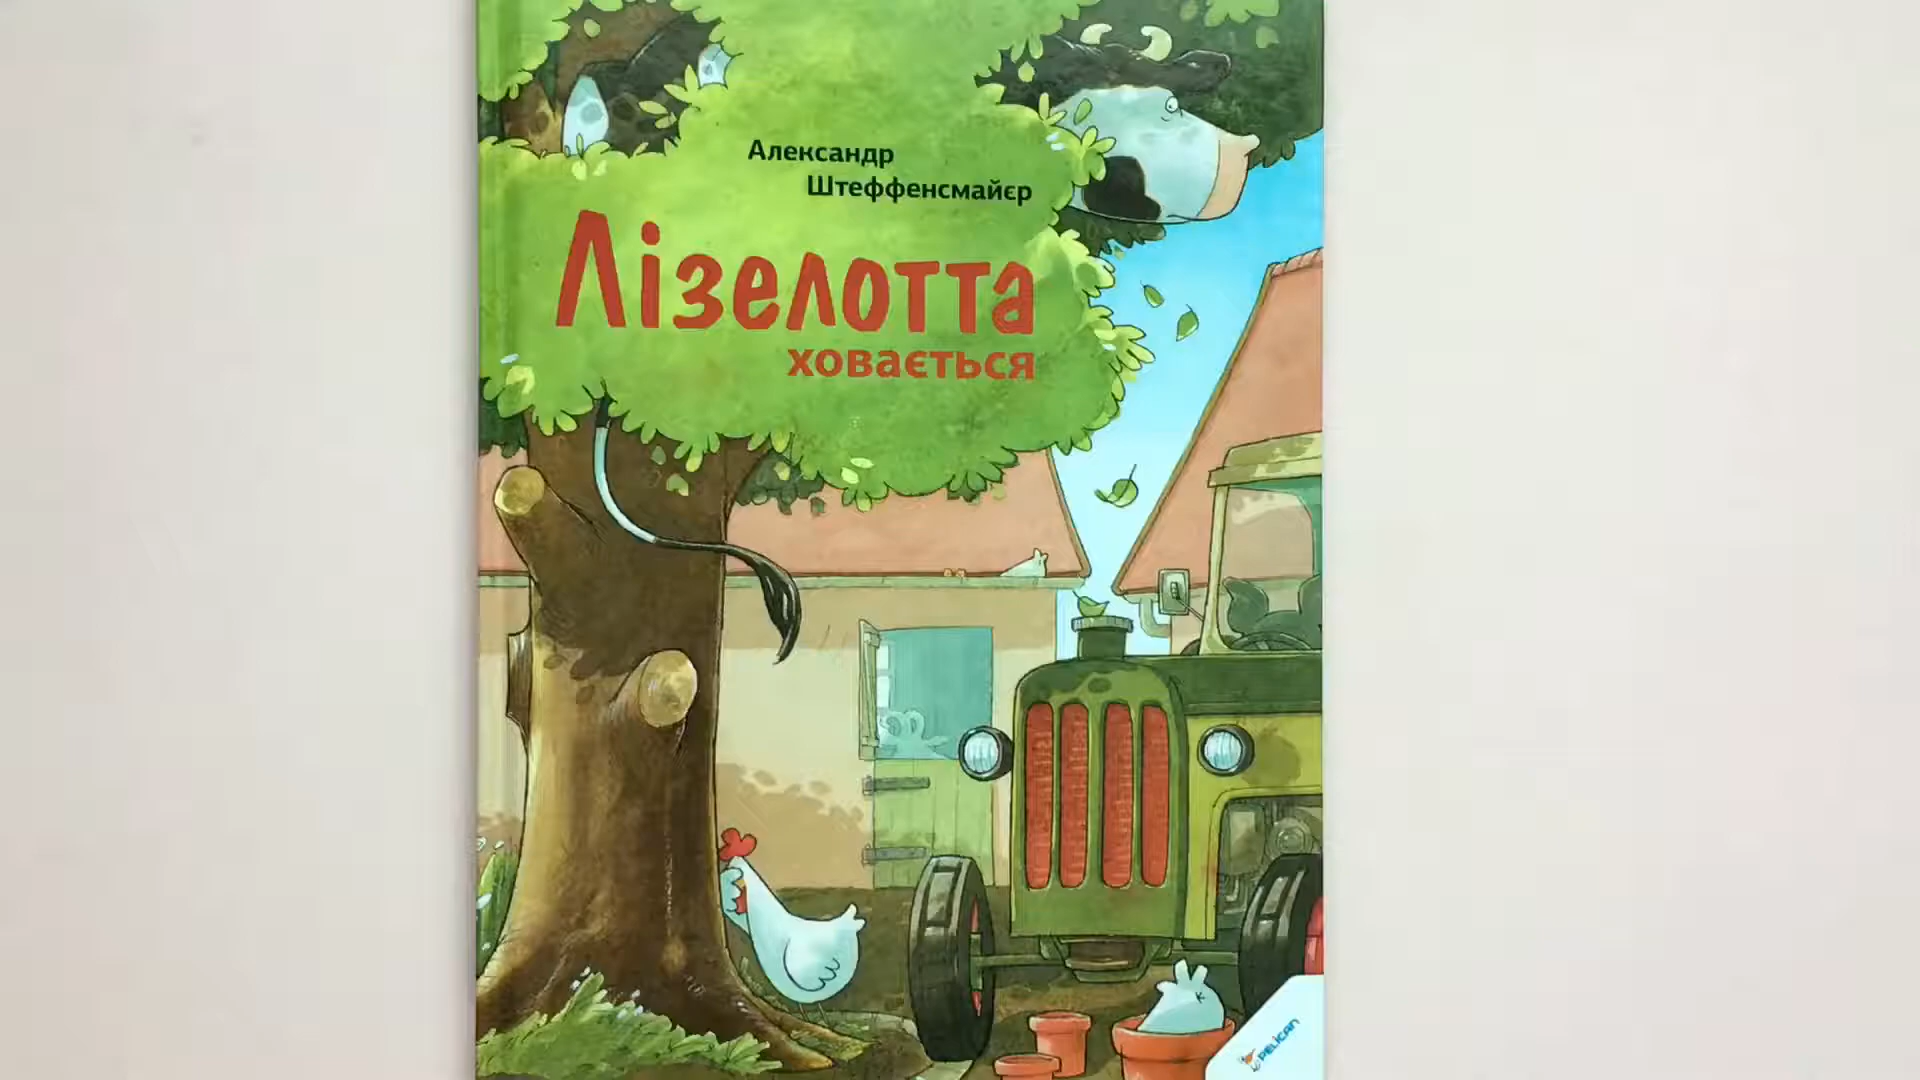 Александр
Штеффенсмайєр
Лізелотта
ховається
PELICAN